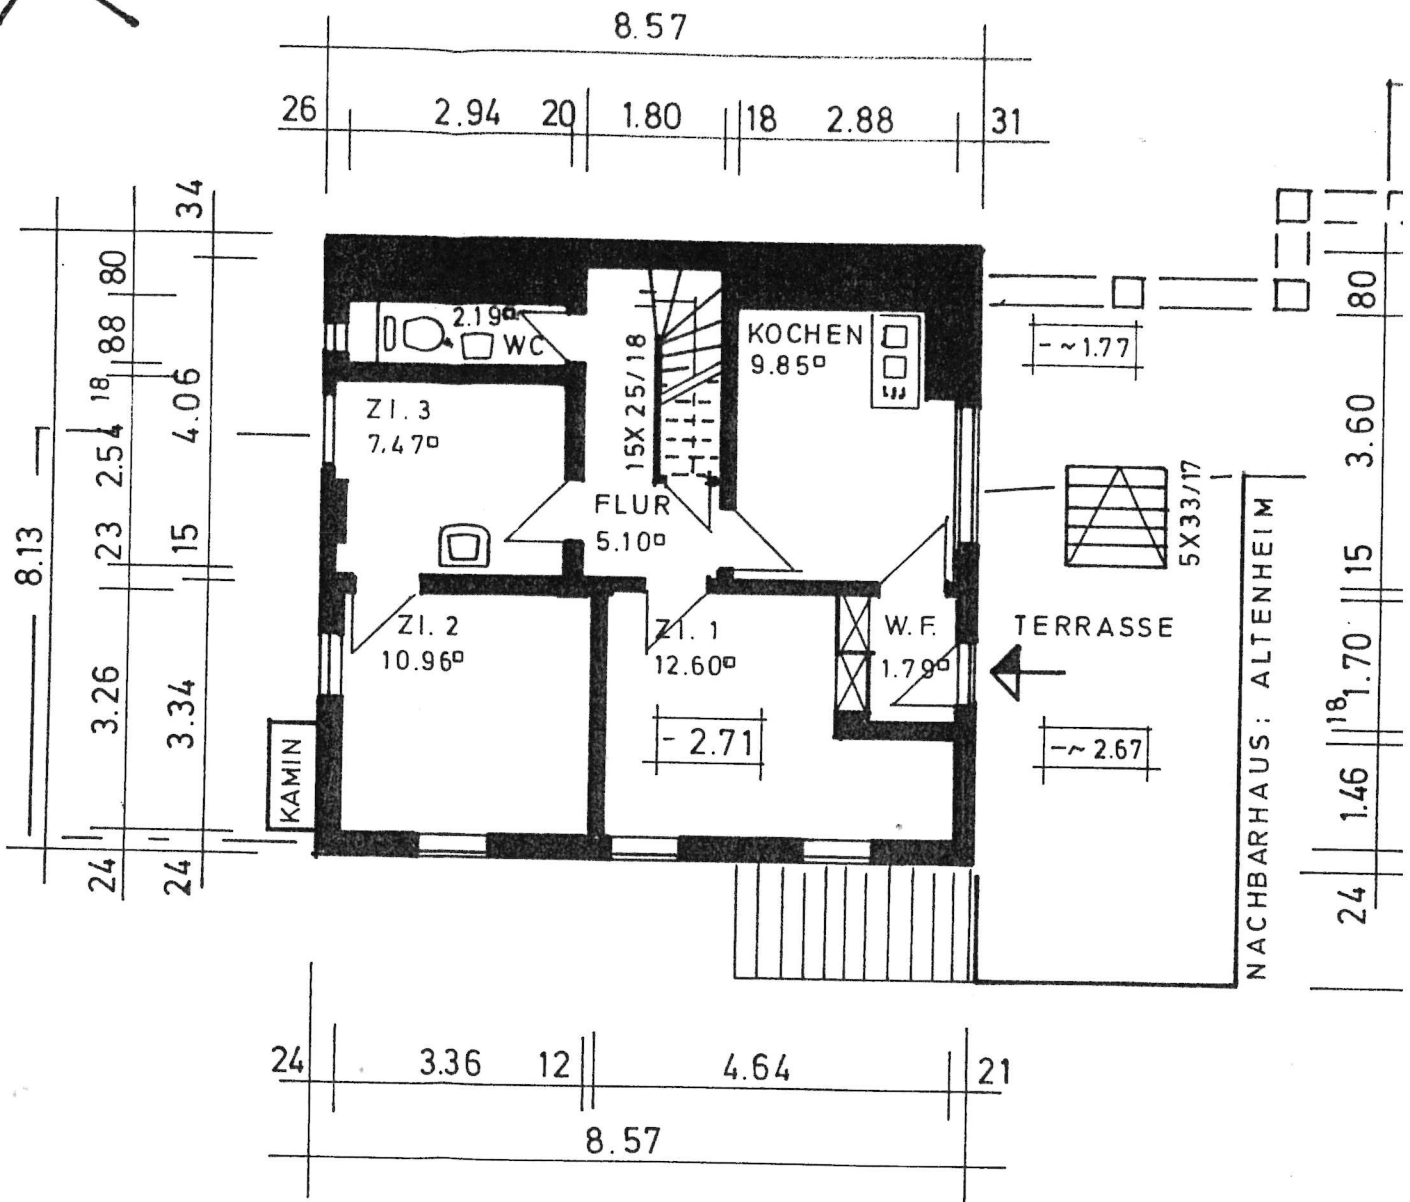 8.57
26 2.94 20 1.80 18 2.88 31
34
80
88
18
4.06
2.54
23
15
8.13
3.26
3.34
24
24
2.19□
WC
KOCHEN
9.85□
15X 25/18
ZI. 3
7.47□
FLUR
5.10□
ZI. 2
10.96□
ZI. 1
12.60□
- 2.71
W.F.
1.79□
KAMIN
-~1.77
5X33/17
TERRASSE
-~ 2.67
NACHBARHAUS: ALTENHEIM
80
3.60
15
1.70
18
1.46
24
24 3.36 12 4.64 21
8.57